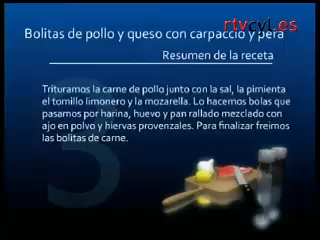 rtvcyl.es
Bolitas de pollo y queso con carpaccio y pera
Resumen de la receta
Trituramos la carne de pollo junto con la sal, la pimienta
el tomillo limonero y la mozarella. Lo hacemos bolas que
pasamos por harina, huevo y pan rallado mezclado con
ajo en polvo y hiervas provenzales. Para finalizar freimos
las bolitas de carne.
3